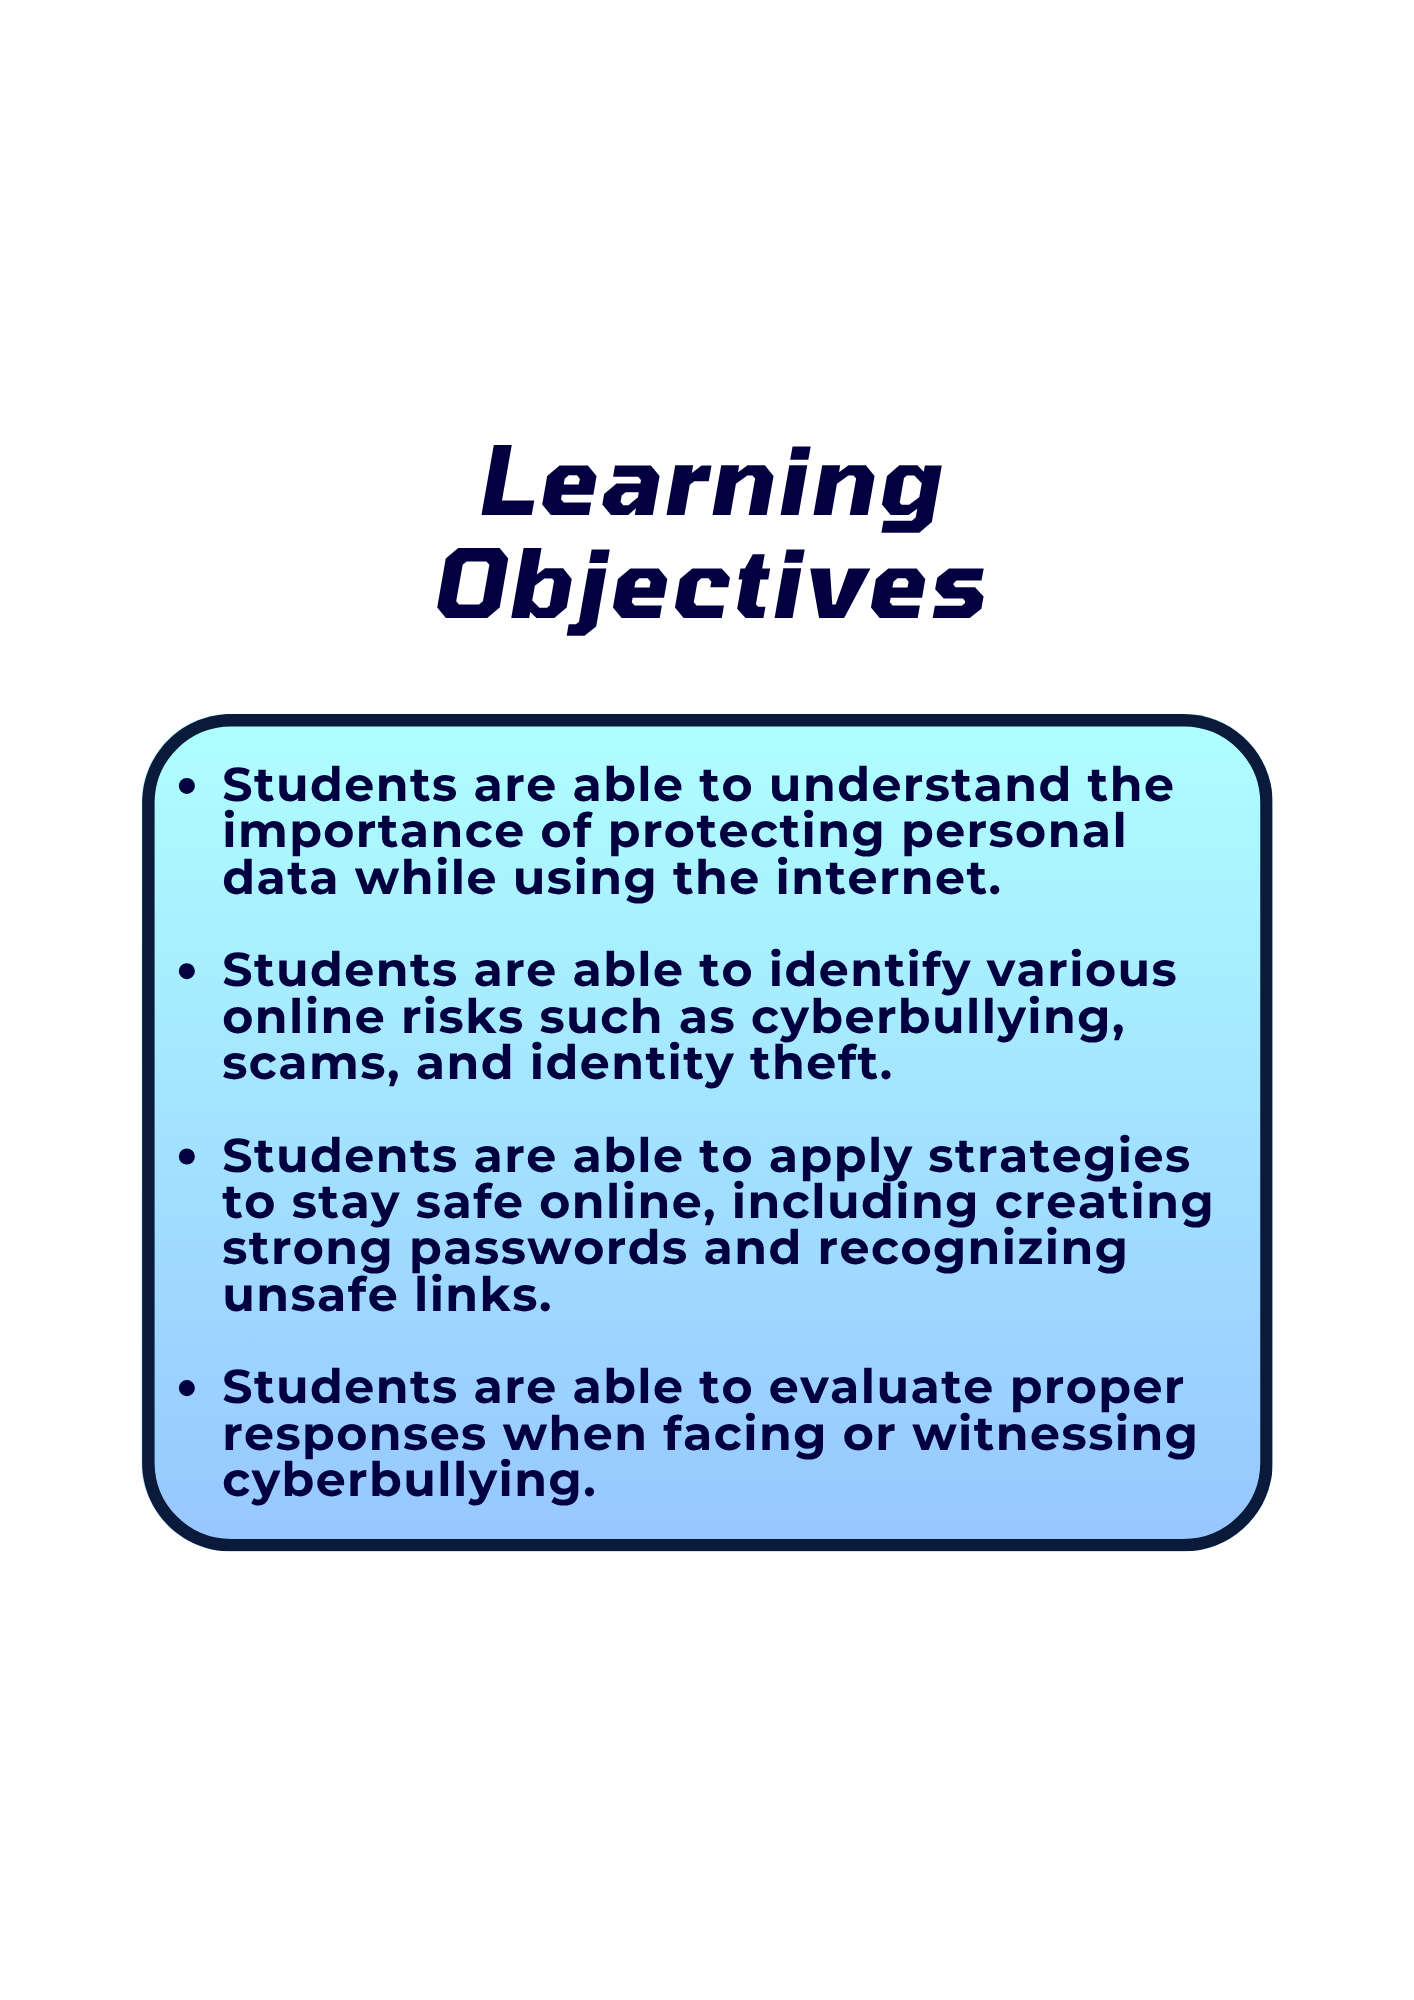 Learning
Objectives
• Students are able to understand the
importance of protecting personal
data while using the internet.
• Students are able to identify various
online risks such as cyberbullying,
scams, and identity theft.
• Students are able to apply strategies
to stay safe online, including creating
strong passwords and recognizing
unsafe links.
• Students are able to evaluate proper
responses when facing or witnessing
cyberbullying.